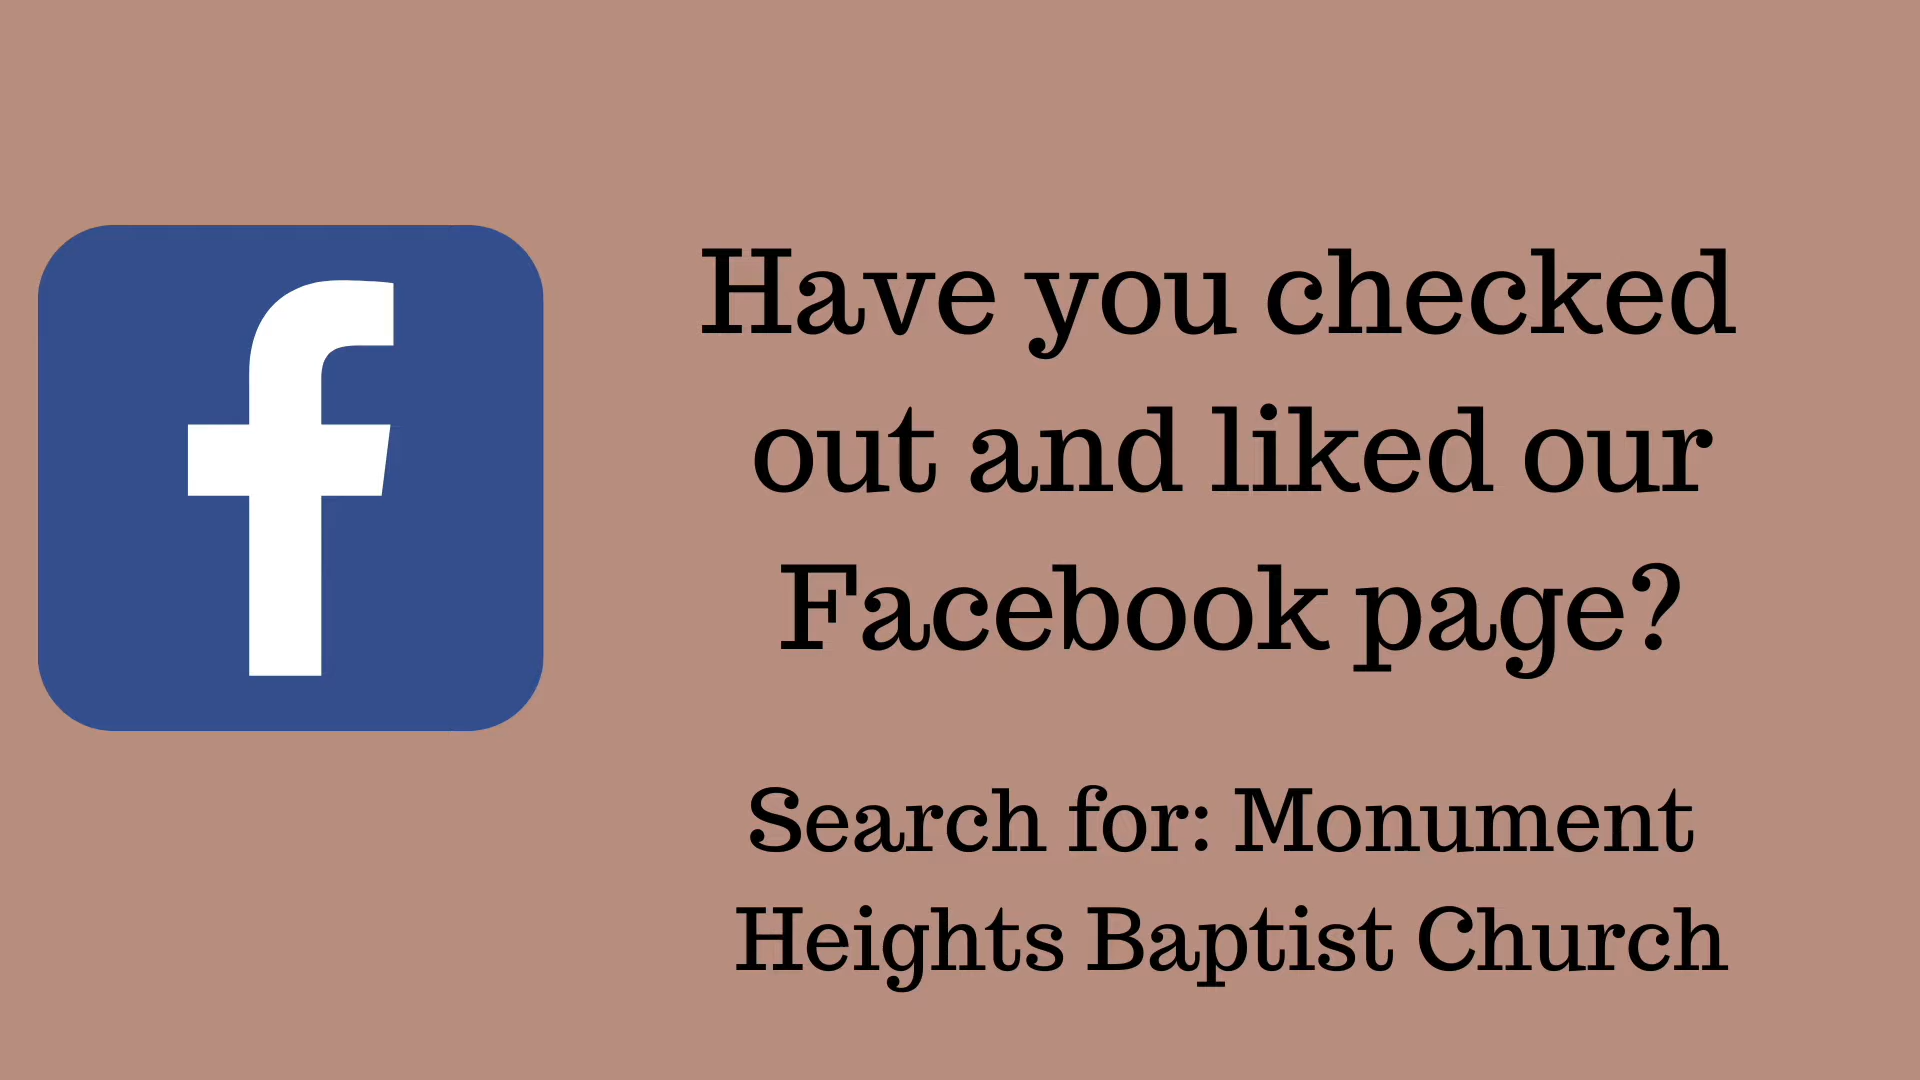 Have you checked
out and liked our
Facebook page?
Search for: Monument
Heights Baptist Church